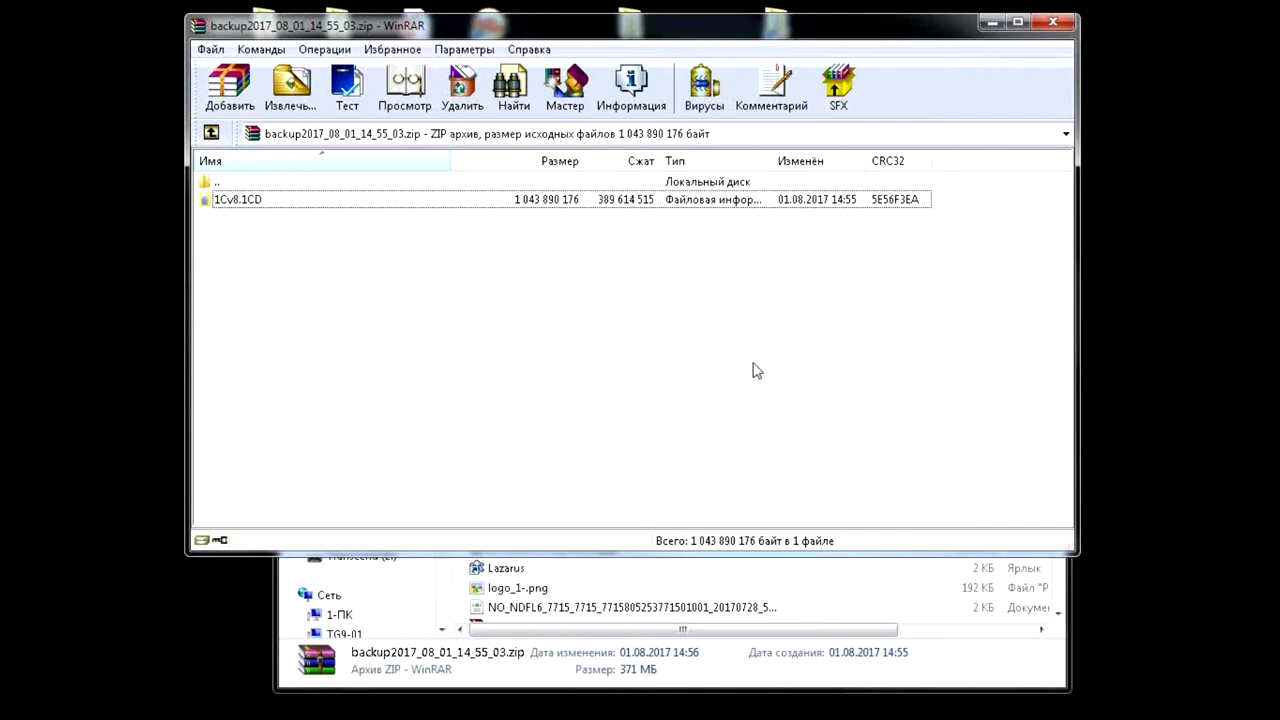 backup2017_08_01_14_55_03.zip - WinRAR
Файл Команды Операции Избранное Параметры Справка
Добавить Извлечь... Тест Просмотр Удалить Найти Мастер Информация Вирусы Комментарий SFX
backup2017_08_01_14_55_03.zip - ZIP архив, размер исходных файлов 1 043 890 176 байт
Имя Размер Сжат Тип Изменён CRC32
.. Локальный диск
1Cv8.1CD 1 043 890 176 389 614 515 Файловая инфор... 01.08.2017 14:55 5E56F3EA
Всего: 1 043 890 176 байт в 1 файле
Lazarus 2 КБ Ярлык
Сеть logo_1-.png 192 КБ Файл "P
1-ПК NO_NDFL6_7715_7715_7715805253771501001_20170728_5... 2 КБ Докумен
TG9-01
backup2017_08_01_14_55_03.zip Дата изменения: 01.08.2017 14:56 Дата создания: 01.08.2017 14:55
Архив ZIP - WinRAR Размер: 371 МБ